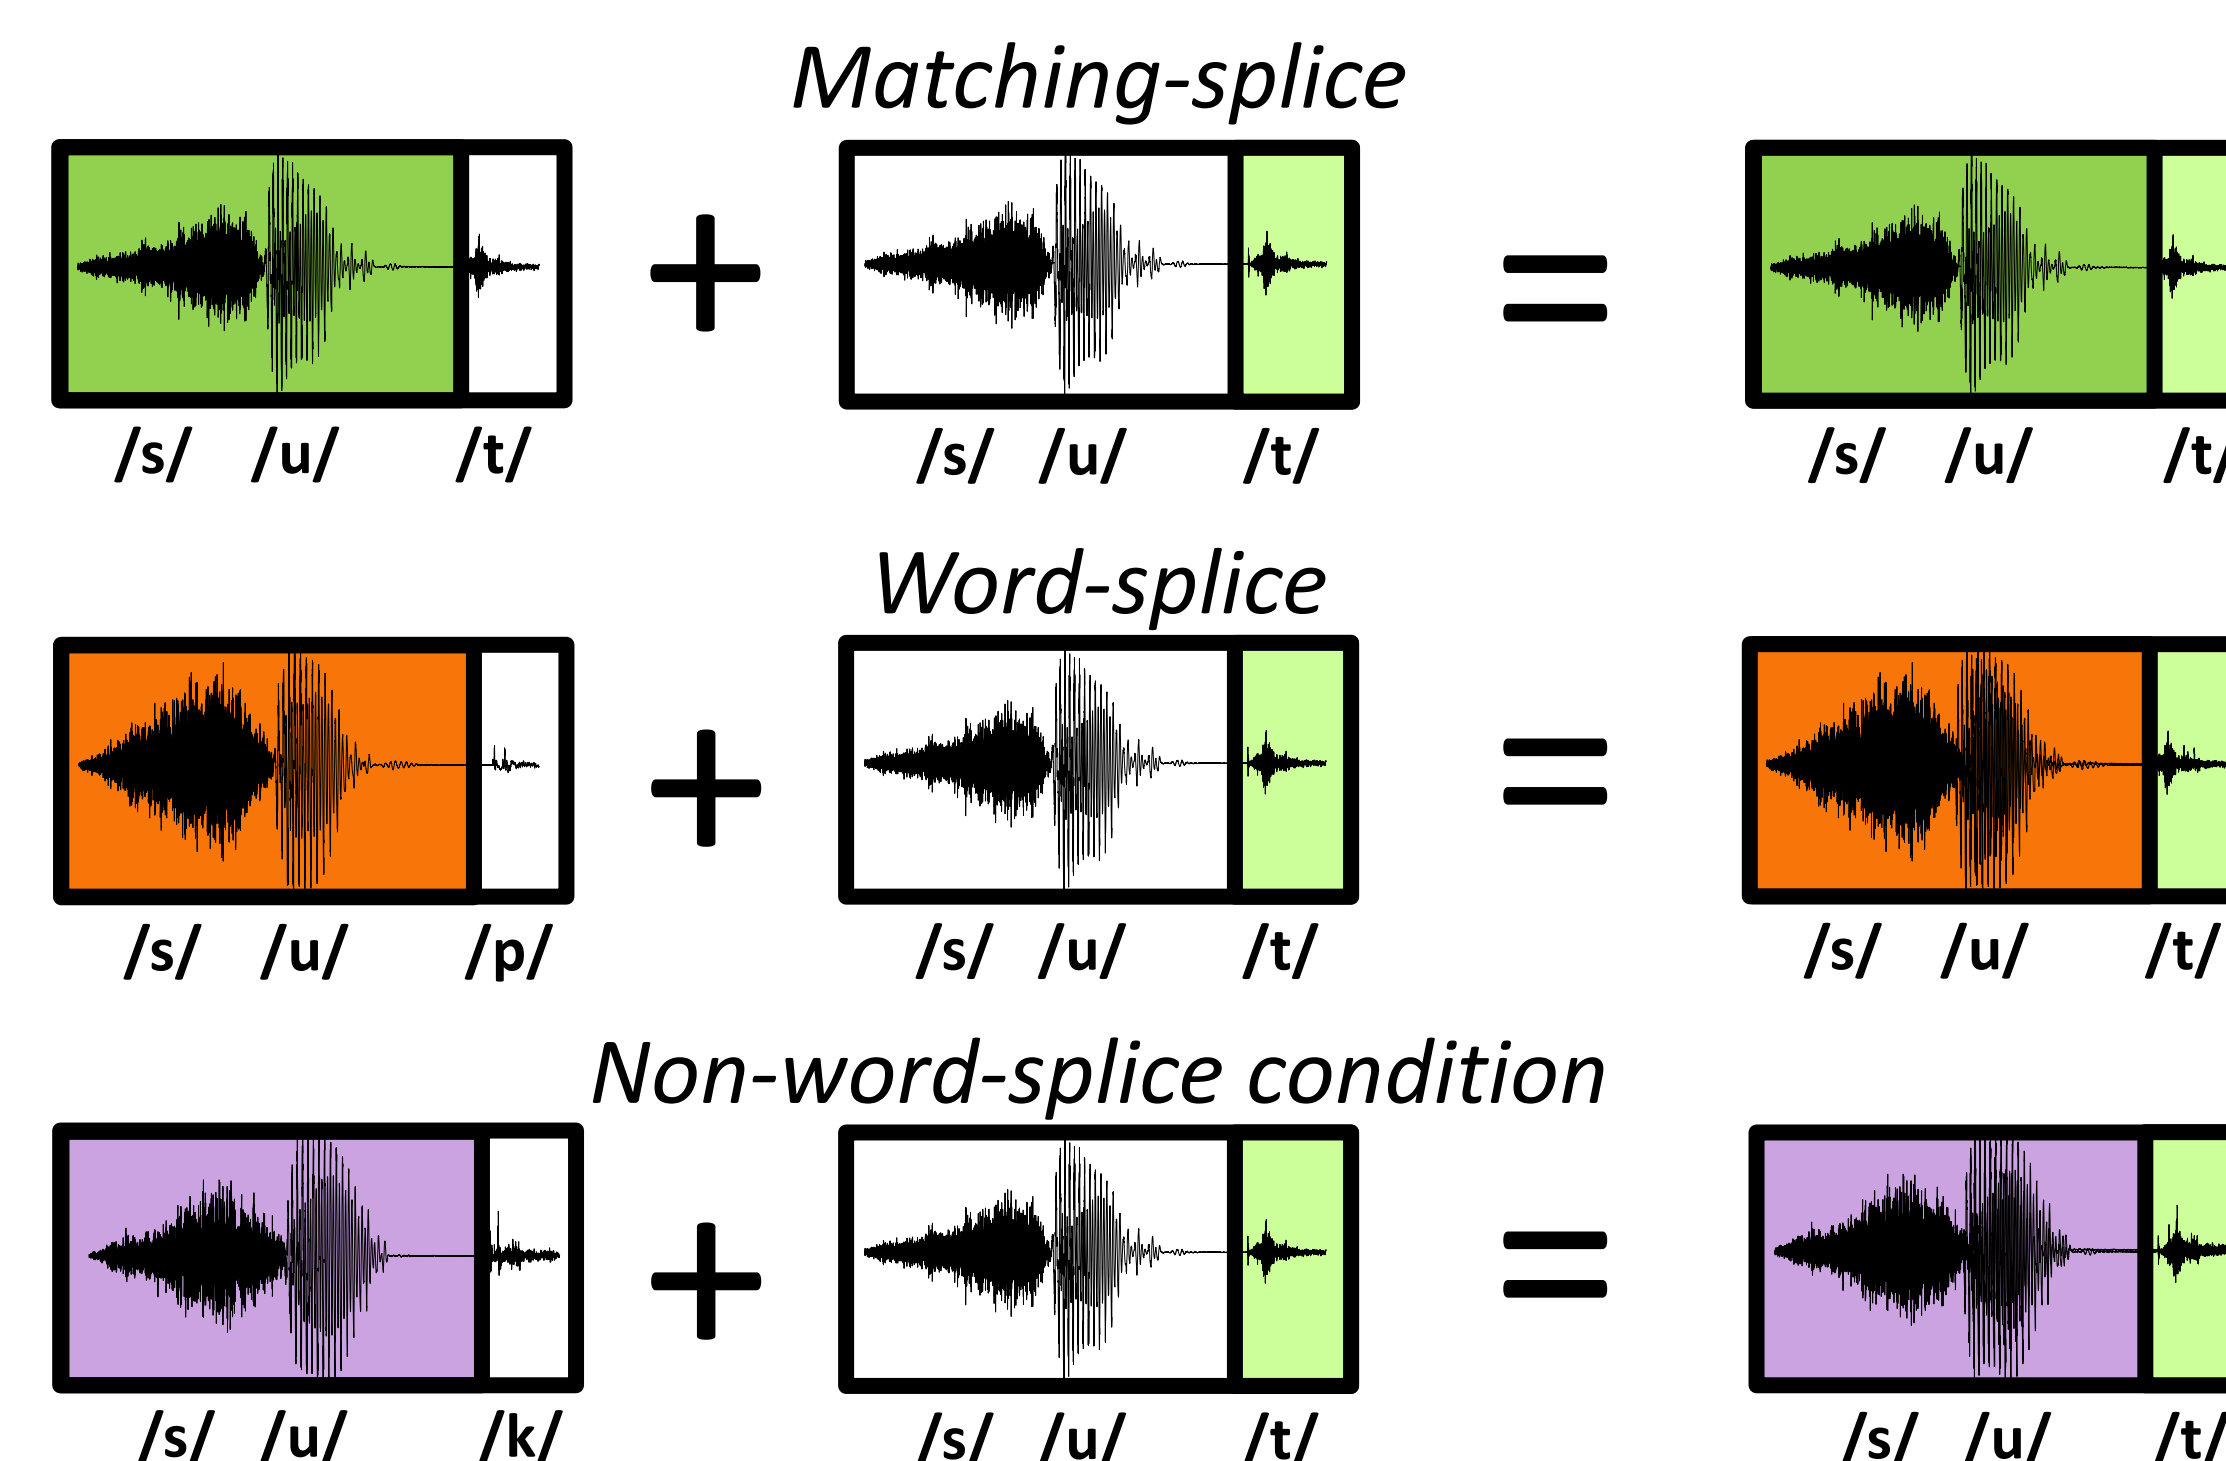 Matching-splice
/s/ /u/ /t/ + /s/ /u/ /t/ = /s/ /u/ /t/
Word-splice
/s/ /u/ /p/ + /s/ /u/ /t/ = /s/ /u/ /t/
Non-word-splice condition
/s/ /u/ /k/ + /s/ /u/ /t/ = /s/ /u/ /t/